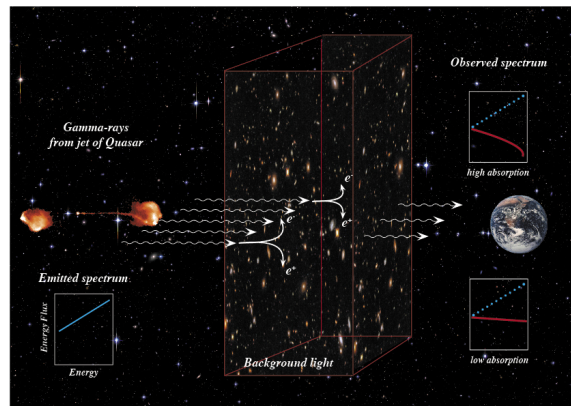 Observed spectrum
Gamma-rays
from jet of Quasar
high absorption
e-
e-
e+
e+
Emitted spectrum
Energy Flux
Energy
Background light
low absorption